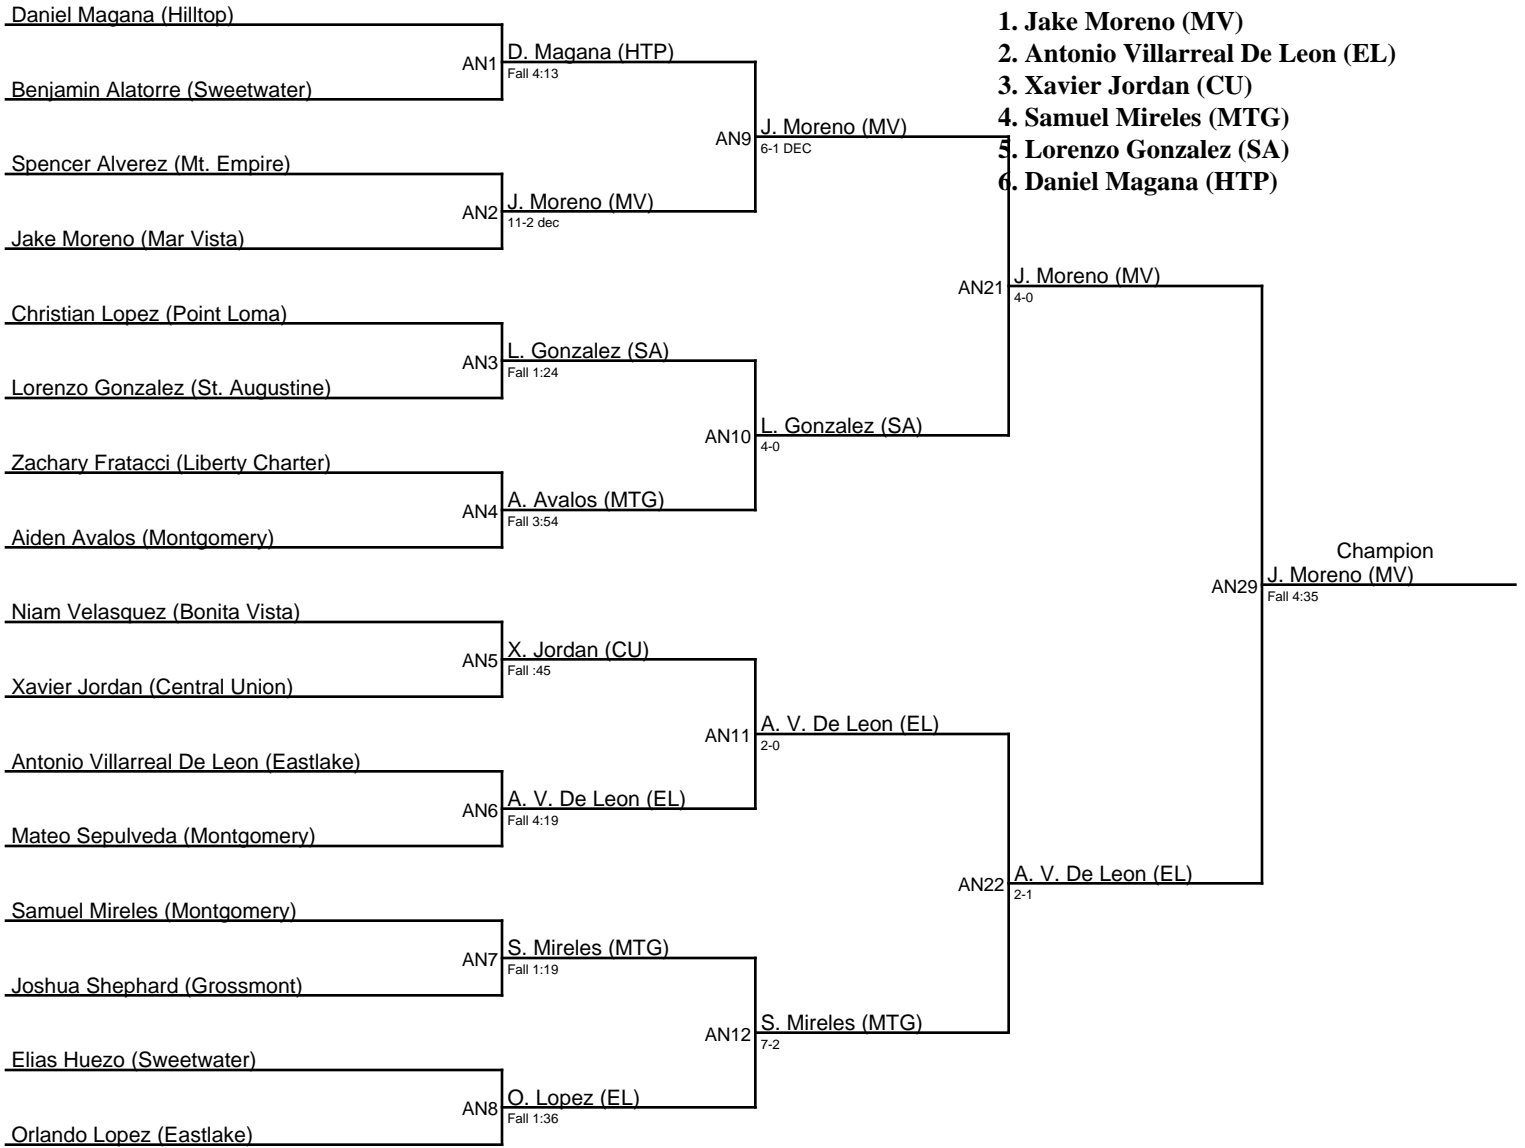 Daniel Magana (Hilltop)
Benjamin Alatorre (Sweetwater)
Spencer Alverez (Mt. Empire)
Jake Moreno (Mar Vista)
Christian Lopez (Point Loma)
Lorenzo Gonzalez (St. Augustine)
Zachary Fratacci (Liberty Charter)
Aiden Avalos (Montgomery)
Niam Velasquez (Bonita Vista)
Xavier Jordan (Central Union)
Antonio Villarreal De Leon (Eastlake)
Mateo Sepulveda (Montgomery)
Samuel Mireles (Montgomery)
Joshua Shephard (Grossmont)
Elias Huezo (Sweetwater)
Orlando Lopez (Eastlake)
AN1 D. Magana (HTP)
Fall 4:13
AN2 J. Moreno (MV)
11-2 dec
AN3 L. Gonzalez (SA)
Fall 1:24
AN4 A. Avalos (MTG)
Fall 3:54
AN5 X. Jordan (CU)
Fall :45
AN6 A. V. De Leon (EL)
Fall 4:19
AN7 S. Mireles (MTG)
Fall 1:19
AN8 O. Lopez (EL)
Fall 1:36
AN9 J. Moreno (MV)
6-1 DEC
AN10 L. Gonzalez (SA)
4-0
AN11 A. V. De Leon (EL)
2-0
AN12 S. Mireles (MTG)
7-2
AN21 J. Moreno (MV)
4-0
AN22 A. V. De Leon (EL)
2-1
Champion
AN29 J. Moreno (MV)
Fall 4:35
1. Jake Moreno (MV)
2. Antonio Villarreal De Leon (EL)
3. Xavier Jordan (CU)
4. Samuel Mireles (MTG)
5. Lorenzo Gonzalez (SA)
6. Daniel Magana (HTP)